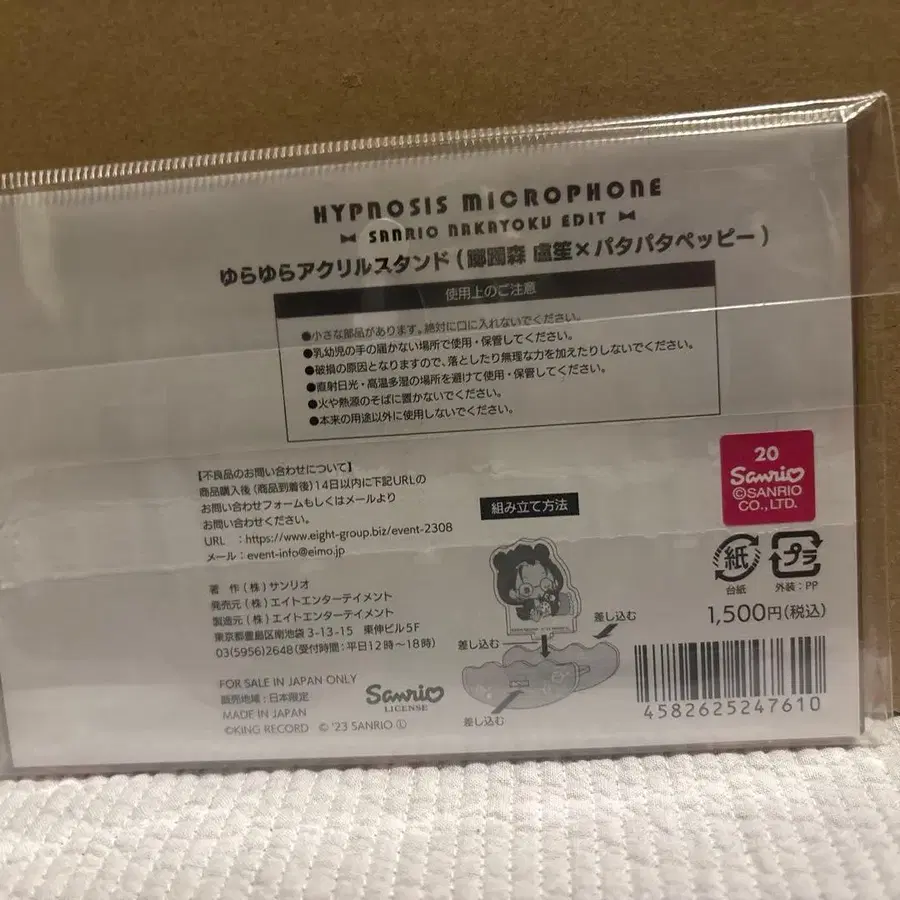 HYPNOSIS MICROPHONE
SANRIO NAKAYOKU EDIT
ゆらゆらアクリルスタンド(躑躅森 盧笙×パタパタペッピー)
使用上のご注意
●小さな部品があります。絶対に口に入れないでください。
●乳幼児の手の届かない場所で使用・保管してください。
●破損の原因となりますので、落としたり無理な力を加えたりしないでください。
●直射日光・高温多湿の場所を避けて使用・保管してください。
●火や熱源のそばに置かないでください。
●本来の用途以外に使用しないでください。
【不良品のお問い合わせについて】
商品購入後(商品到着後)14日以内に下記URLの
お問い合わせフォームもしくはメールより
お問い合わせください。
URL :https://www.eight-group.biz/event-2308
メール:event-info@eimo.jp
著 作(株)サンリオ
発売元(株)エイトエンターテイメント
製造元(株)エイトエンターテイメント
東京都豊島区南池袋3-13-15 東伸ビル5F
03(5956)2648(受付時間:平日12時~18時)
FOR SALE IN JAPAN ONLY
販売地域:日本限定
MADE IN JAPAN
©KING RECORD © '23 SANRIO Ⓛ
Sanrio
LICENSE
組み立て方法
差し込む
差し込む
差し込む
20
Sanrio
©SANRIO
CO.,LTD.
紙
台紙
プラ
外装:PP
1,500円(税込)
4582625247610